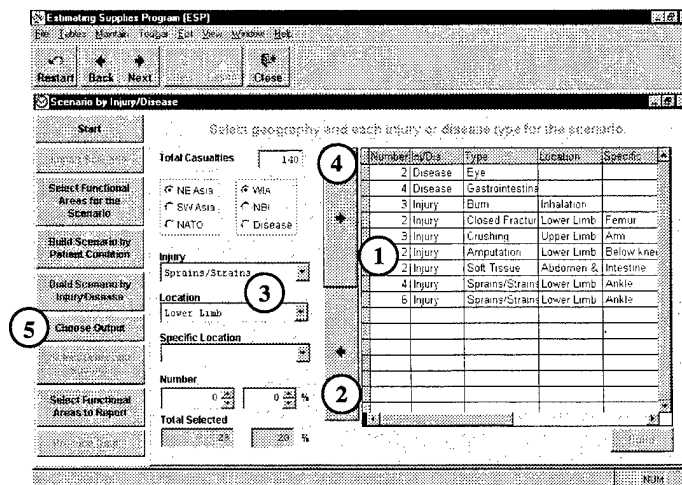 Estimating Supplies Program (ESP)
File Tables Maintain Toolbar Edit View Window Help
Restart Back Next Close
Scenario by Injury/Disease
Start
Select Functional
Areas for the
Scenario
Build Scenario by
Patient Condition
Build Scenario by
Injury/Disease
5 Choose Output
Select Functional
Areas to Report
Select geography and each injury or disease type for the scenario.
Total Casualties 140
NE Asia WIA
SW Asia NBI
NATO Disease
Injury
Sprains/Strains
3
Location
Lower Limb
Specific Location
Number
0 0 %
Total Selected
28 20 %
4
1
2
Number Inj/Dis Type Location Specific
2 Disease Eye
4 Disease Gastrointestina
3 Injury Burn Inhalation
2 Injury Closed Fractur Lower Limb Femur
3 Injury Crushing Upper Limb Arm
2 Injury Amputation Lower Limb Below knee
2 Injury Soft Tissue Abdomen & Intestine
4 Injury Sprains/Strains Lower Limb Ankle
6 Injury Sprains/Strains Lower Limb Ankle
NUM